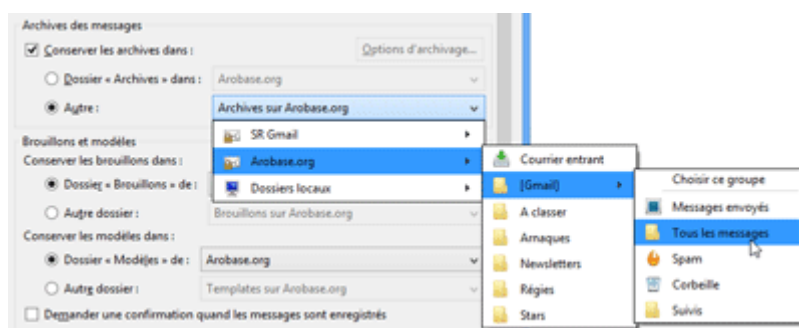 Archives des messages
Conserver les archives dans :
Options d'archivage...
Dossier « Archives » dans :
Arobase.org
Autre :
Archives sur Arobase.org
SR Gmail
Arobase.org
Dossiers locaux
Courrier entrant
[Gmail]
A classer
Arnaques
Newsletters
Régies
Stars
Choisir ce groupe
Messages envoyés
Tous les messages
Spam
Corbeille
Suivis
Brouillons et modèles
Conserver les brouillons dans :
Dossier « Brouillons » de :
Autre dossier :
Brouillons sur Arobase.org
Conserver les modèles dans :
Dossier « Modèles » de :
Arobase.org
Autre dossier :
Templates sur Arobase.org
Demander une confirmation quand les messages sont enregistrés